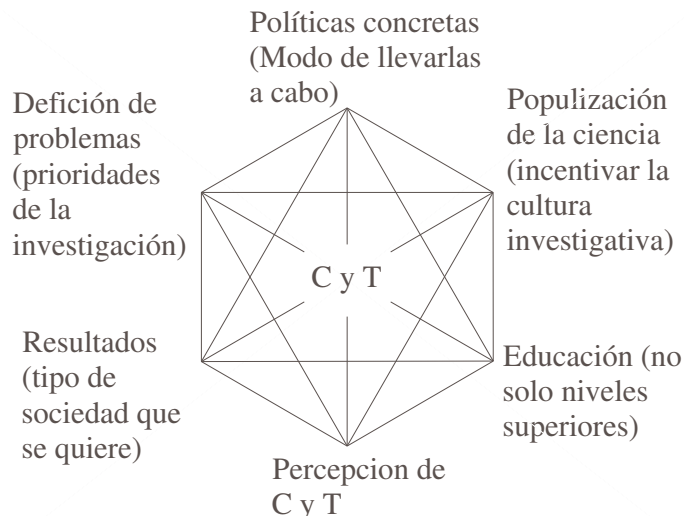 Políticas concretas
(Modo de llevarlas
a cabo)
Defición de
problemas
(prioridades
de la
investigación)
Populización
de la ciencia
(incentivar la
cultura
investigativa)
C y T
Resultados
(tipo de
sociedad que
se quiere)
Educación (no
solo niveles
superiores)
Percepcion de
C y T